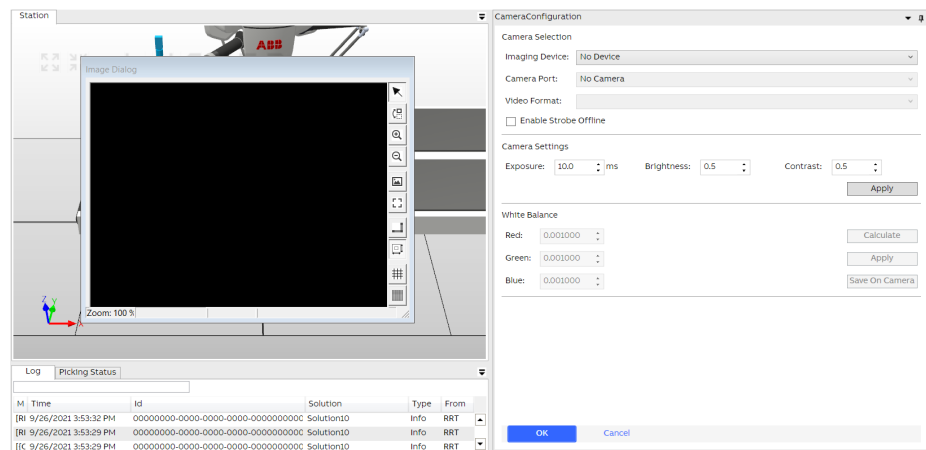 Station
ABB
Image Dialog
Zoom: 100 %
Z
Y
X
Log
Picking Status
M Time Id Solution Type From
[RI 9/26/2021 3:53:32 PM 00000000-0000-0000-0000-0000000000 Solution10 Info RRT
[RI 9/26/2021 3:53:29 PM 00000000-0000-0000-0000-0000000000 Solution10 Info RRT
[[C 9/26/2021 3:53:29 PM 00000000-0000-0000-0000-0000000000 Solution10 Info RRT
CameraConfiguration
Camera Selection
Imaging Device: No Device
Camera Port: No Camera
Video Format:
Enable Strobe Offline
Camera Settings
Exposure: 10.0 ms Brightness: 0.5 Contrast: 0.5
Apply
White Balance
Red: 0.001000 Calculate
Green: 0.001000 Apply
Blue: 0.001000 Save On Camera
OK Cancel